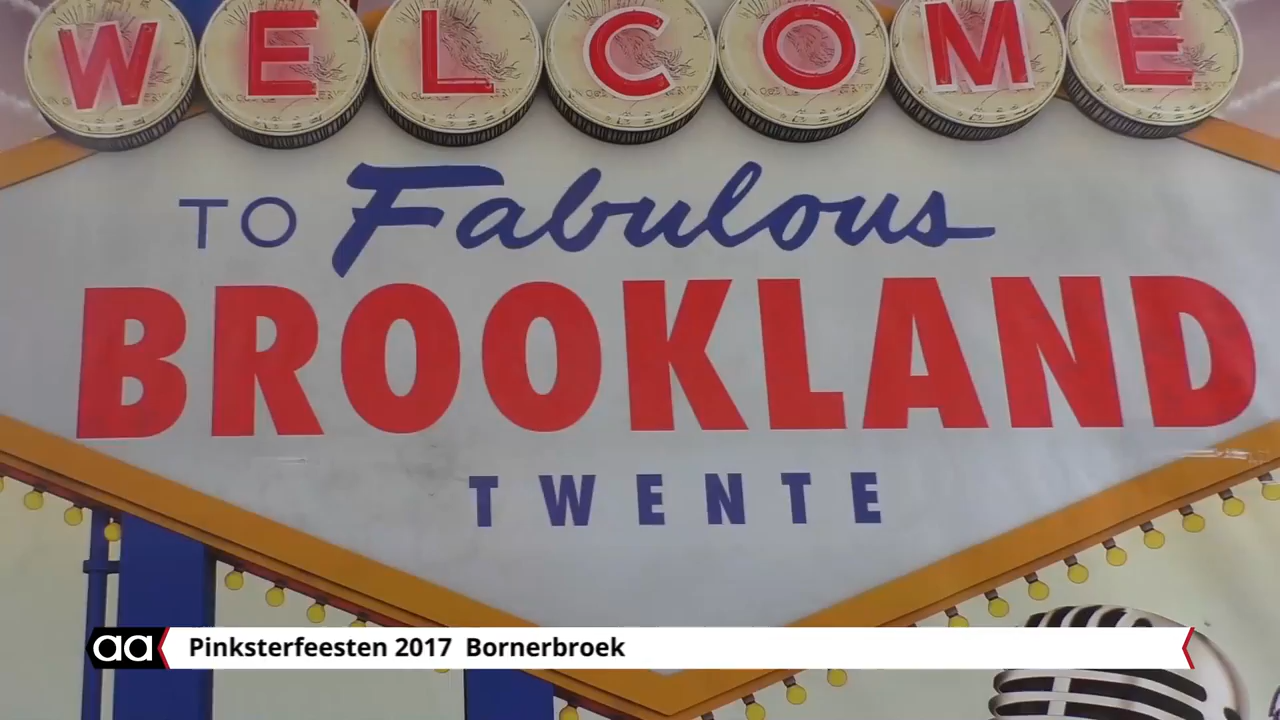 WELCOME
TO Fabulous
BROOKLAND
TWENTE
aa Pinksterfeesten 2017 Bornerbroek